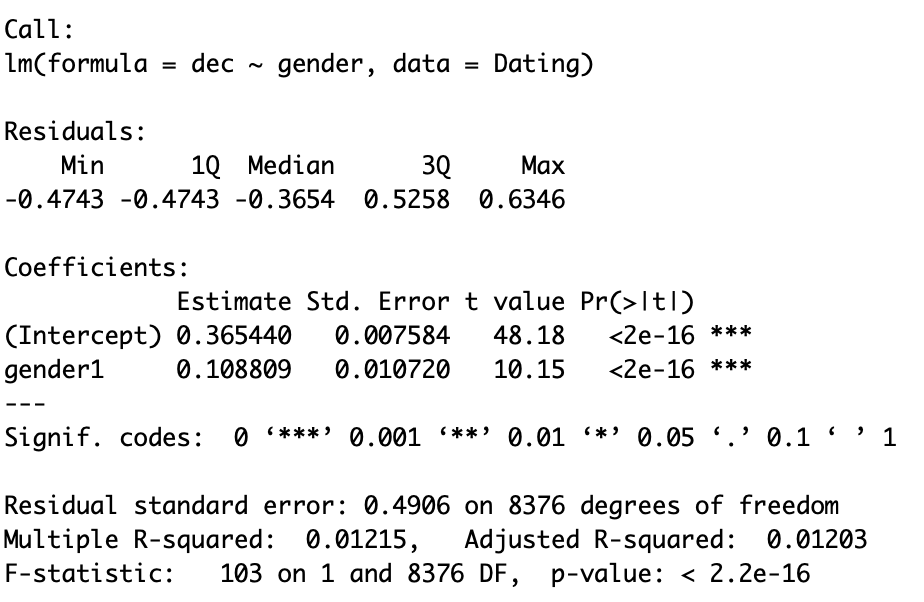 Call:
lm(formula = dec ~ gender, data = Dating)
Residuals:
Min 1Q Median 3Q Max
-0.4743 -0.4743 -0.3654 0.5258 0.6346
Coefficients:
Estimate Std. Error t value Pr(>|t|)
(Intercept) 0.365440 0.007584 48.18 <2e-16 ***
gender1 0.108809 0.010720 10.15 <2e-16 ***
---
Signif. codes: 0 ‘***’ 0.001 ‘**’ 0.01 ‘*’ 0.05 ‘.’ 0.1 ‘ ’ 1
Residual standard error: 0.4906 on 8376 degrees of freedom
Multiple R-squared: 0.01215, Adjusted R-squared: 0.01203
F-statistic: 103 on 1 and 8376 DF, p-value: < 2.2e-16